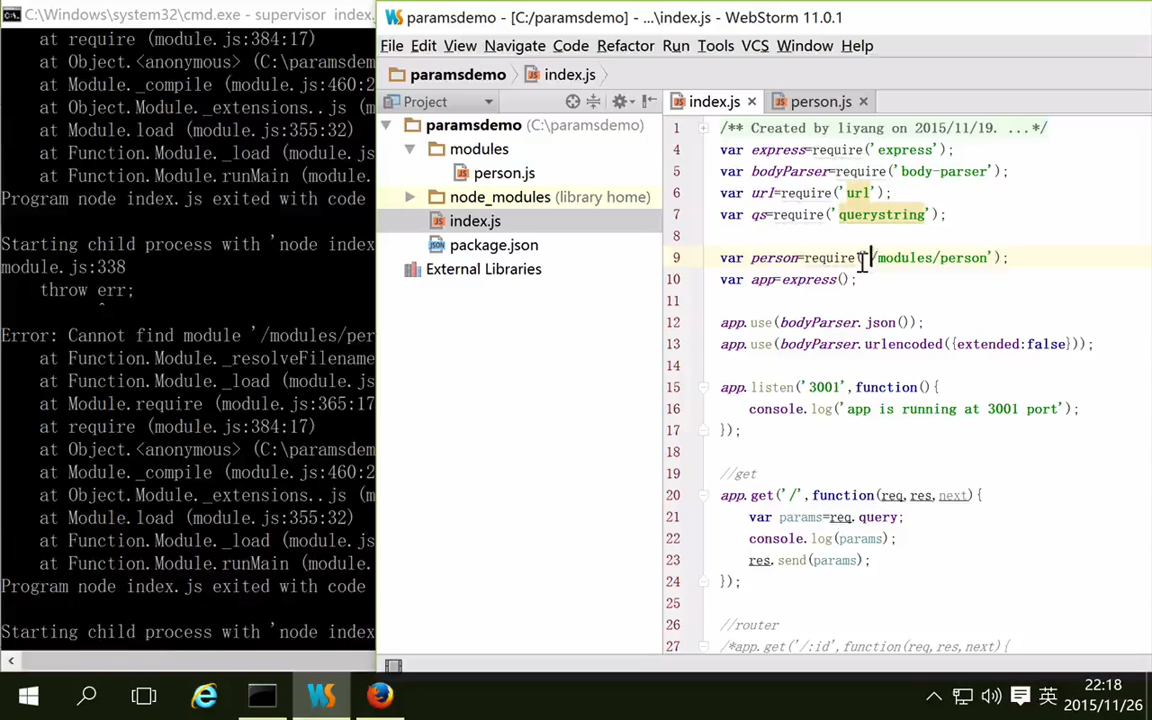 C:\Windows\system32\cmd.exe - supervisor index.
at require (module.js:384:17)
at Object.<anonymous> (C:\paramsdem
at Module._compile (module.js:460:2
at Object.Module._extensions..js (m
at Module.load (module.js:355:32)
at Function.Module._load (module.js
at Function.Module.runMain (module.
Program node index.js exited with code
Starting child process with 'node index
module.js:338
throw err;
^
Error: Cannot find module '/modules/per
at Function.Module._resolveFilename
at Function.Module._load (module.js
at Module.require (module.js:365:17
at require (module.js:384:17)
at Object.<anonymous> (C:\paramsdem
at Module._compile (module.js:460:2
at Object.Module._extensions..js (m
at Module.load (module.js:355:32)
at Function.Module._load (module.js
at Function.Module.runMain (module.
Program node index.js exited with code
Starting child process with 'node index
paramsdemo - [C:/paramsdemo] - ...\index.js - WebStorm 11.0.1
File Edit View Navigate Code Refactor Run Tools VCS Window Help
paramsdemo index.js
Project
paramsdemo (C:\paramsdemo)
modules
person.js
node_modules (library home)
index.js
package.json
External Libraries
index.js person.js
1 /** Created by liyang on 2015/11/19. ...*/
4 var express=require('express');
5 var bodyParser=require('body-parser');
6 var url=require('url');
7 var qs=require('querystring');
8
9 var person=require('/modules/person');
10 var app=express();
11
12 app.use(bodyParser.json());
13 app.use(bodyParser.urlencoded({extended:false}));
14
15 app.listen('3001',function(){
16 console.log('app is running at 3001 port');
17 });
18
19 //get
20 app.get('/',function(req,res,next){
21 var params=req.query;
22 console.log(params);
23 res.send(params);
24 });
25
26 //router
27 /*app.get('/:id',function(req,res,next){
英
22:18
2015/11/26